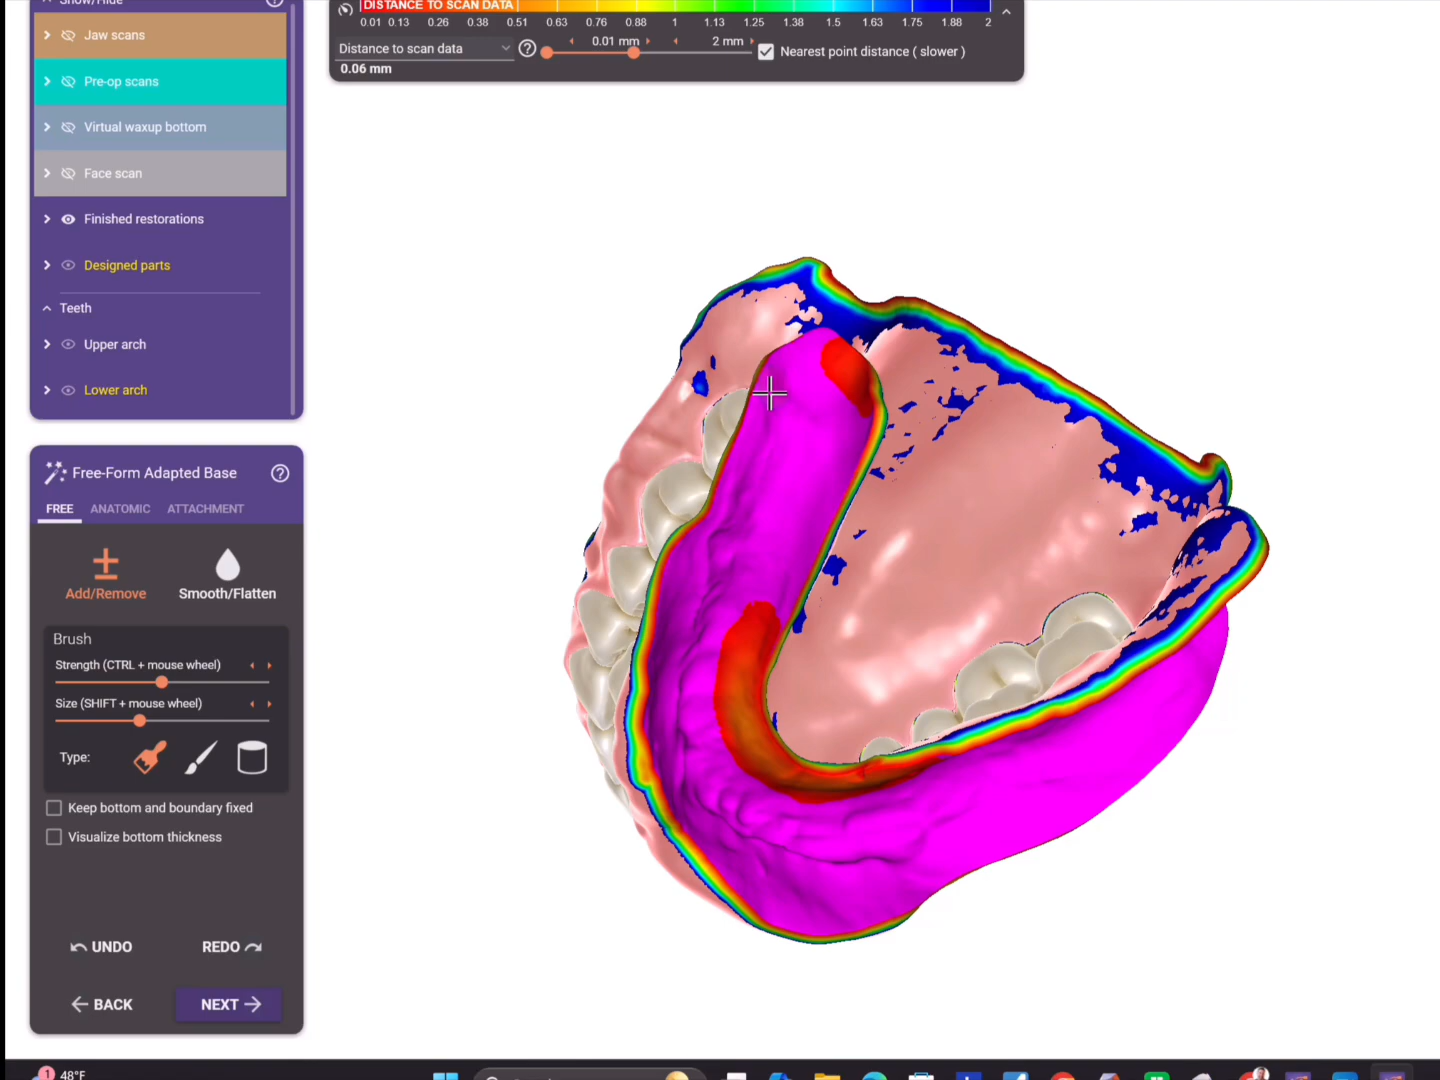 Show/Hide
Jaw scans
Pre-op scans
Virtual waxup bottom
Face scan
Finished restorations
Designed parts
Teeth
Upper arch
Lower arch
DISTANCE TO SCAN DATA
0.01 0.13 0.26 0.38 0.51 0.63 0.76 0.88 1 1.13 1.25 1.38 1.5 1.63 1.75 1.88 2
Distance to scan data
0.01 mm
2 mm
Nearest point distance ( slower )
0.06 mm
Free-Form Adapted Base
FREE ANATOMIC ATTACHMENT
Add/Remove
Smooth/Flatten
Brush
Strength (CTRL + mouse wheel)
Size (SHIFT + mouse wheel)
Type:
Keep bottom and boundary fixed
Visualize bottom thickness
UNDO REDO
BACK NEXT
1
48°F